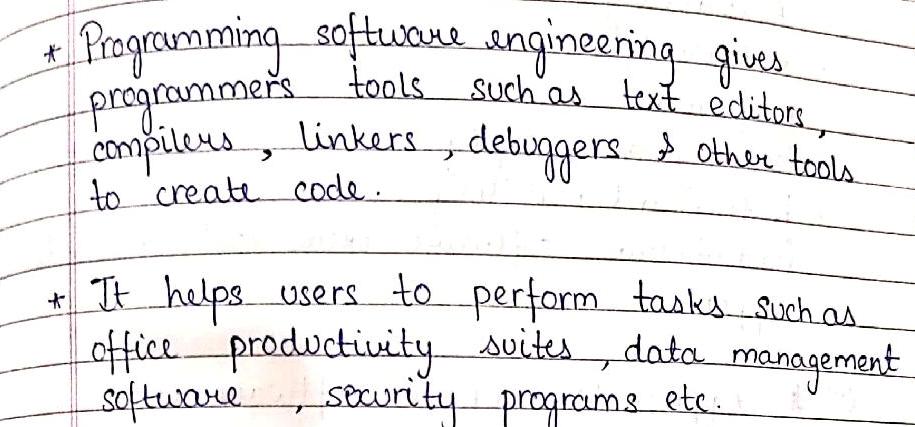 * Programming software engineering gives
programmers tools such as text editors,
compilers, linkers, debuggers & other tools
to create code.
* It helps users to perform tasks such as
office productivity suites, data management
software, security programs etc.